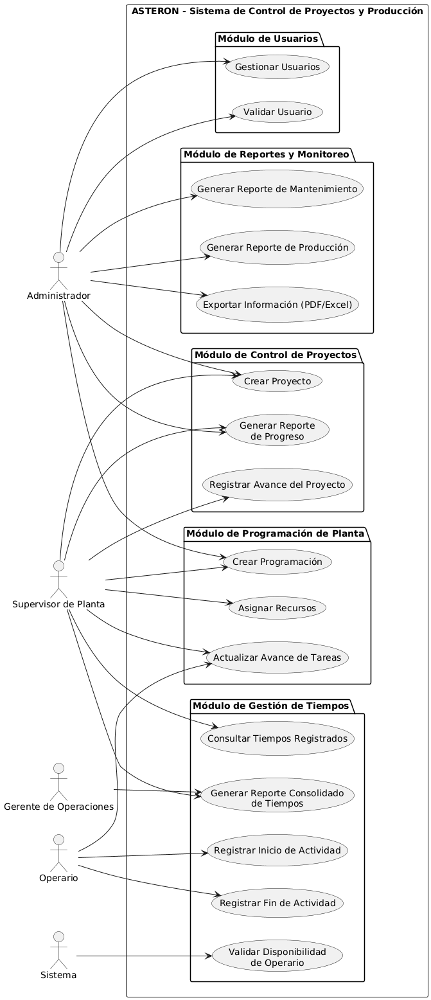 ASTERON - Sistema de Control de Proyectos y Producción
Módulo de Usuarios
Gestionar Usuarios
Validar Usuario
Módulo de Reportes y Monitoreo
Generar Reporte de Mantenimiento
Generar Reporte de Producción
Exportar Información (PDF/Excel)
Administrador
Módulo de Control de Proyectos
Crear Proyecto
Generar Reporte
de Progreso
Registrar Avance del Proyecto
Módulo de Programación de Planta
Crear Programación
Asignar Recursos
Supervisor de Planta
Actualizar Avance de Tareas
Módulo de Gestión de Tiempos
Consultar Tiempos Registrados
Generar Reporte Consolidado
de Tiempos
Gerente de Operaciones
Registrar Inicio de Actividad
Operario
Registrar Fin de Actividad
Validar Disponibilidad
de Operario
Sistema